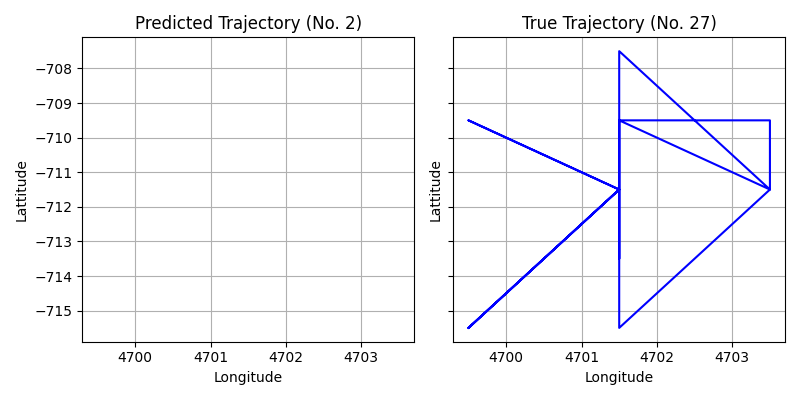 Predicted Trajectory (No. 2)
True Trajectory (No. 27)
Lattitude
−708
−709
−710
−711
−712
−713
−714
−715
4700 4701 4702 4703
Longitude
Lattitude
4700 4701 4702 4703
Longitude